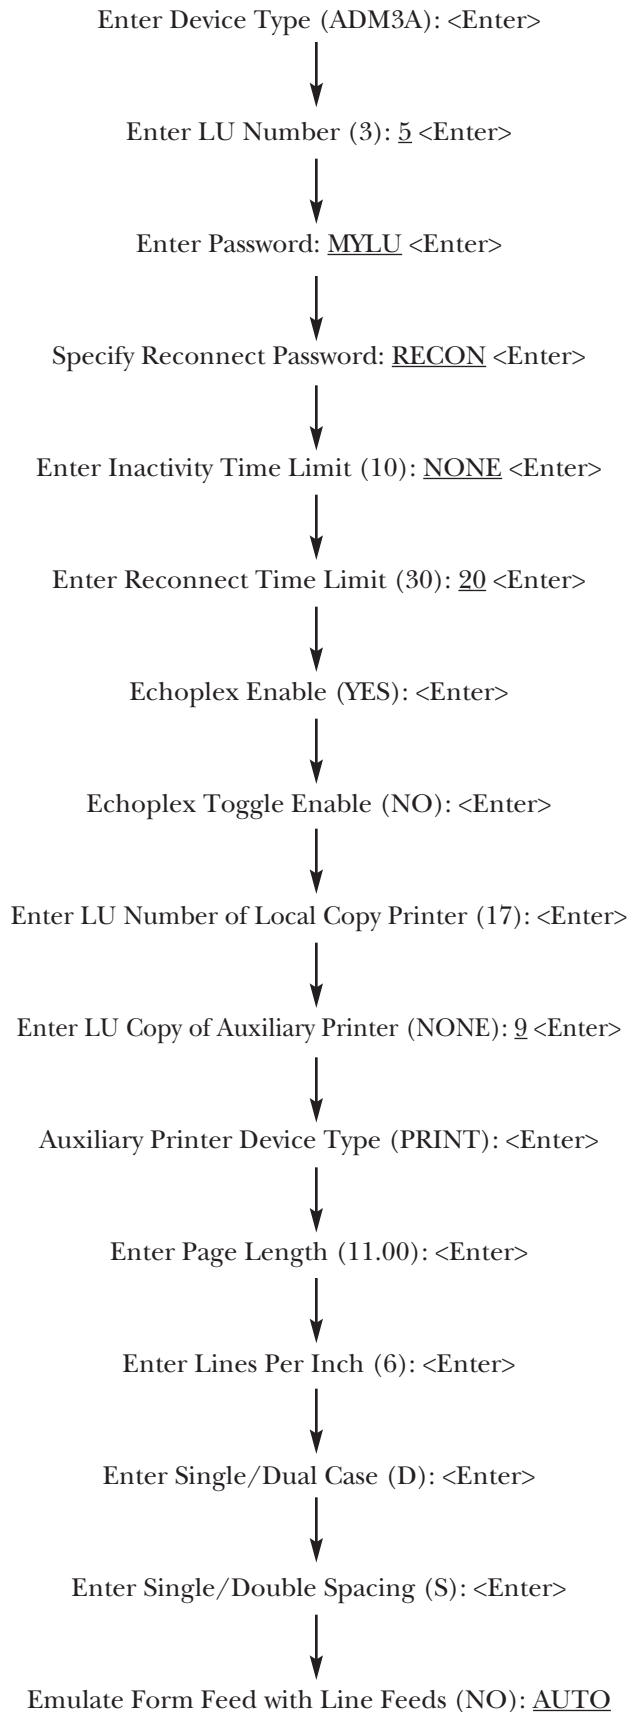 Enter Device Type (ADM3A): <Enter>
Enter LU Number (3): 5 <Enter>
Enter Password: MYLU <Enter>
Specify Reconnect Password: RECON <Enter>
Enter Inactivity Time Limit (10): NONE <Enter>
Enter Reconnect Time Limit (30): 20 <Enter>
Echoplex Enable (YES): <Enter>
Echoplex Toggle Enable (NO): <Enter>
Enter LU Number of Local Copy Printer (17): <Enter>
Enter LU Copy of Auxiliary Printer (NONE): 9 <Enter>
Auxiliary Printer Device Type (PRINT): <Enter>
Enter Page Length (11.00): <Enter>
Enter Lines Per Inch (6): <Enter>
Enter Single/Dual Case (D): <Enter>
Enter Single/Double Spacing (S): <Enter>
Emulate Form Feed with Line Feeds (NO): AUTO